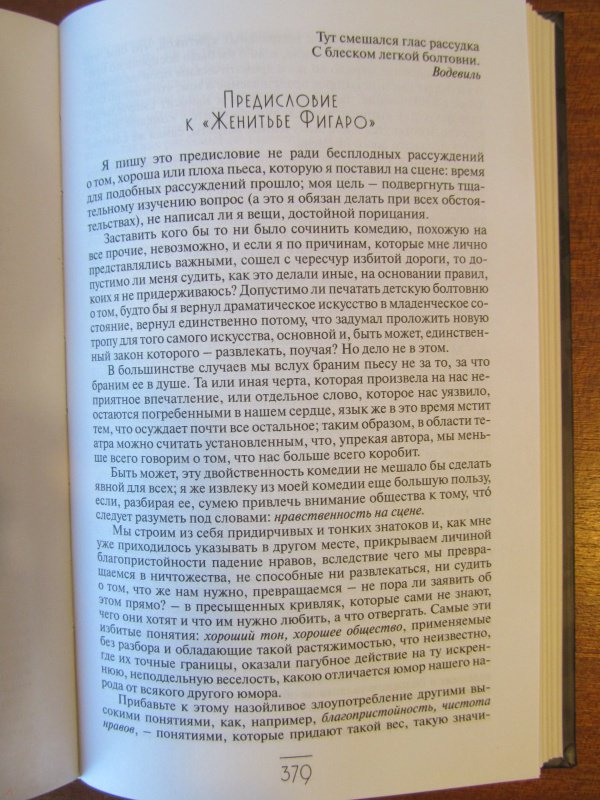 Тут смешался глас рассудка
С блеском легкой болтовни.
Водевиль
Предисловие
к «Женитьбе Фигаро»
Я пишу это предисловие не ради бесплодных рассуждений
о том, хороша или плоха пьеса, которую я поставил на сцене: время
для подобных рассуждений прошло; моя цель – подвергнуть тща-
тельному изучению вопрос (а это я обязан делать при всех обстоя-
тельствах), не написал ли я вещи, достойной порицания.
Заставить кого бы то ни было сочинить комедию, похожую на
все прочие, невозможно, и если я по причинам, которые мне лично
представлялись важными, сошел с чересчур избитой дороги, то до-
пустимо ли меня судить, как это делали иные, на основании правил,
коих я не придерживаюсь? Допустимо ли печатать детскую болтовню
о том, будто бы я вернул драматическое искусство в младенческое со-
стояние, вернул единственно потому, что задумал проложить новую
тропу для того самого искусства, основной и, быть может, единствен-
ный закон которого – развлекать, поучая? Но дело не в этом.
В большинстве случаев мы вслух браним пьесу не за то, за что
браним ее в душе. Та или иная черта, которая произвела на нас не-
приятное впечатление, или отдельное слово, которое нас уязвило,
остаются погребенными в нашем сердце, язык же в это время мстит
тем, что осуждает почти все остальное; таким образом, в области те-
атра можно считать установленным, что, упрекая автора, мы мень-
ше всего говорим о том, что нас больше всего коробит.
Быть может, эту двойственность комедии не мешало бы сделать
явной для всех; я же извлеку из моей комедии еще большую пользу,
если, разбирая ее, сумею привлечь внимание общества к тому, что́
следует разуметь под словами: нравственность на сцене.
Мы строим из себя придирчивых и тонких знатоков и, как мне
уже приходилось указывать в другом месте, прикрываем личиной
благопристойности падение нравов, вследствие чего мы превра-
щаемся в ничтожества, не способные ни развлекаться, ни судить
о том, что же нам нужно, превращаемся – не пора ли заявить об
этом прямо? – в пресыщенных кривляк, которые сами не знают,
чего они хотят и что им нужно любить, а что отвергать. Самые эти
избитые понятия: хороший тон, хорошее общество, применяемые
без разбора и обладающие такой растяжимостью, что неизвестно,
где их точные границы, оказали пагубное действие на ту искрен-
нюю, неподдельную веселость, какою отличается юмор нашего на-
рода от всякого другого юмора.
Прибавьте к этому назойливое злоупотребление другими вы-
сокими понятиями, как, например, благопристойность, чистота
нравов, – понятиями, которые придают такой вес, такую значи-
379